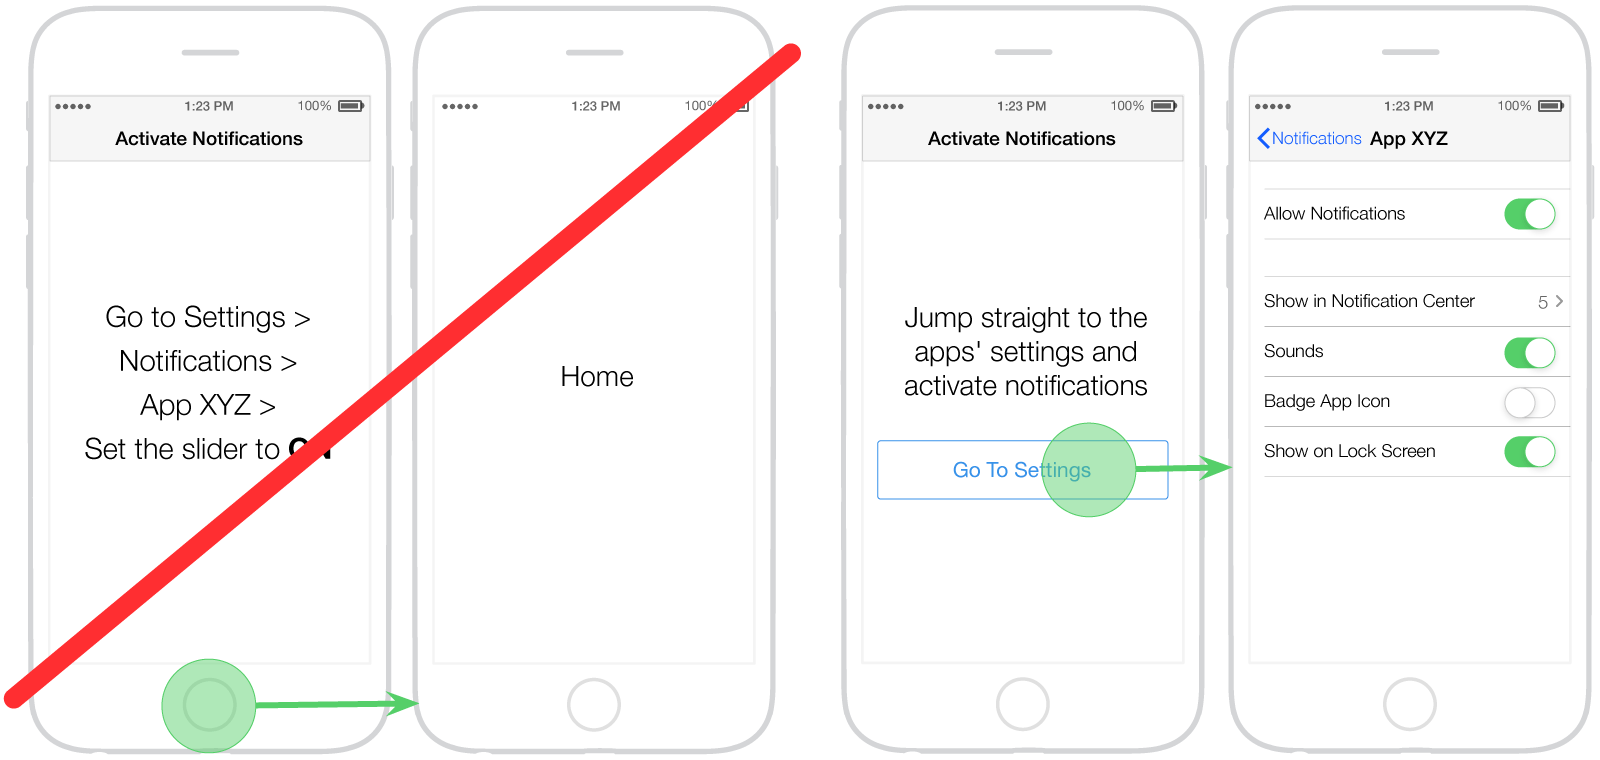 1:23 PM 100%
Activate Notifications
Go to Settings >
Notifications >
App XYZ >
Set the slider to ON
1:23 PM 100%
Home
1:23 PM 100%
Activate Notifications
Jump straight to the
apps' settings and
activate notifications
Go To Settings
1:23 PM 100%
Notifications App XYZ
Allow Notifications
Show in Notification Center 5
Sounds
Badge App Icon
Show on Lock Screen